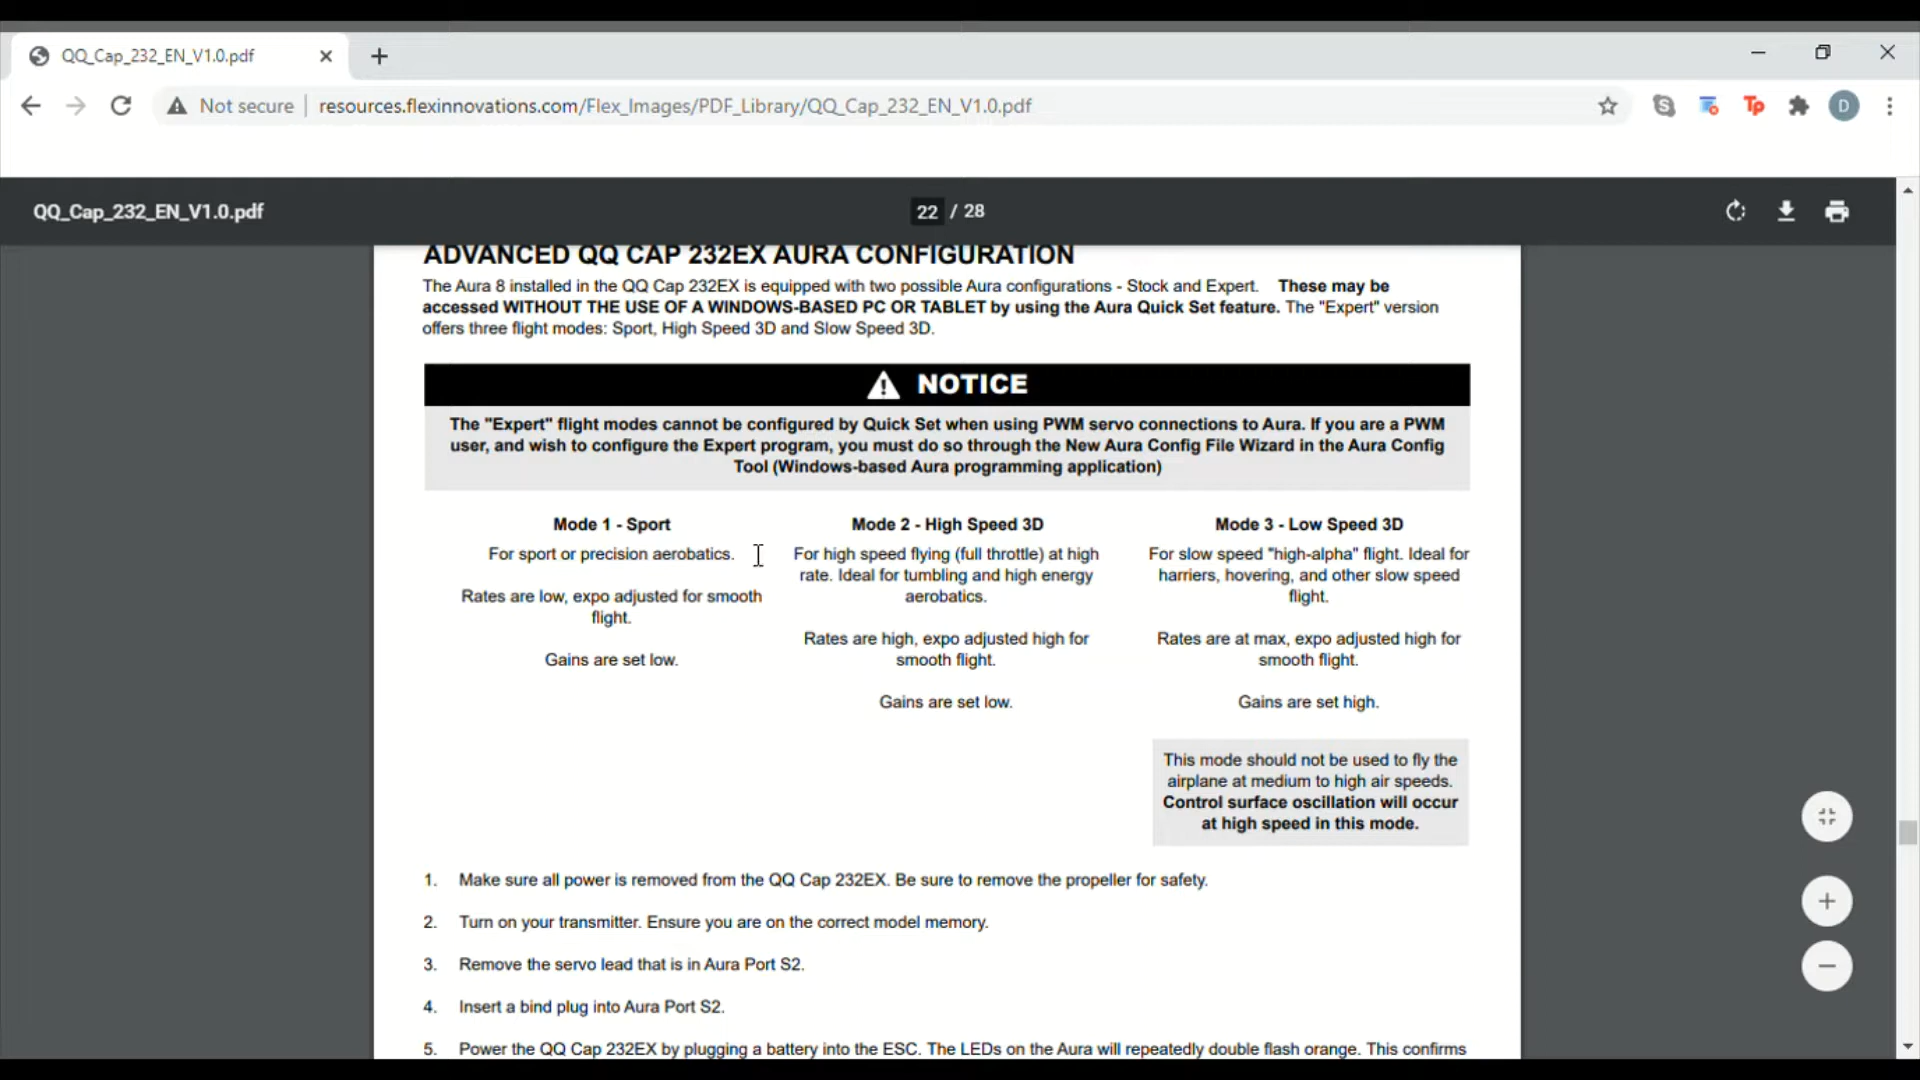 QQ_Cap_232_EN_V1.0.pdf
Not secure
resources.flexinnovations.com/Flex_Images/PDF_Library/QQ_Cap_232_EN_V1.0.pdf
Tp
D
QQ_Cap_232_EN_V1.0.pdf
22 / 28
ADVANCED QQ CAP 232EX AURA CONFIGURATION
The Aura 8 installed in the QQ Cap 232EX is equipped with two possible Aura configurations - Stock and Expert. These may be
accessed WITHOUT THE USE OF A WINDOWS-BASED PC OR TABLET by using the Aura Quick Set feature. The "Expert" version
offers three flight modes: Sport, High Speed 3D and Slow Speed 3D.
NOTICE
The "Expert" flight modes cannot be configured by Quick Set when using PWM servo connections to Aura. If you are a PWM
user, and wish to configure the Expert program, you must do so through the New Aura Config File Wizard in the Aura Config
Tool (Windows-based Aura programming application)
Mode 1 - Sport
For sport or precision aerobatics.
Rates are low, expo adjusted for smooth
flight.
Gains are set low.
Mode 2 - High Speed 3D
For high speed flying (full throttle) at high
rate. Ideal for tumbling and high energy
aerobatics.
Rates are high, expo adjusted high for
smooth flight.
Gains are set low.
Mode 3 - Low Speed 3D
For slow speed "high-alpha" flight. Ideal for
harriers, hovering, and other slow speed
flight.
Rates are at max, expo adjusted high for
smooth flight.
Gains are set high.
This mode should not be used to fly the
airplane at medium to high air speeds.
Control surface oscillation will occur
at high speed in this mode.
1. Make sure all power is removed from the QQ Cap 232EX. Be sure to remove the propeller for safety.
2. Turn on your transmitter. Ensure you are on the correct model memory.
3. Remove the servo lead that is in Aura Port S2.
4. Insert a bind plug into Aura Port S2.
5. Power the QQ Cap 232EX by plugging a battery into the ESC. The LEDs on the Aura will repeatedly double flash orange. This confirms